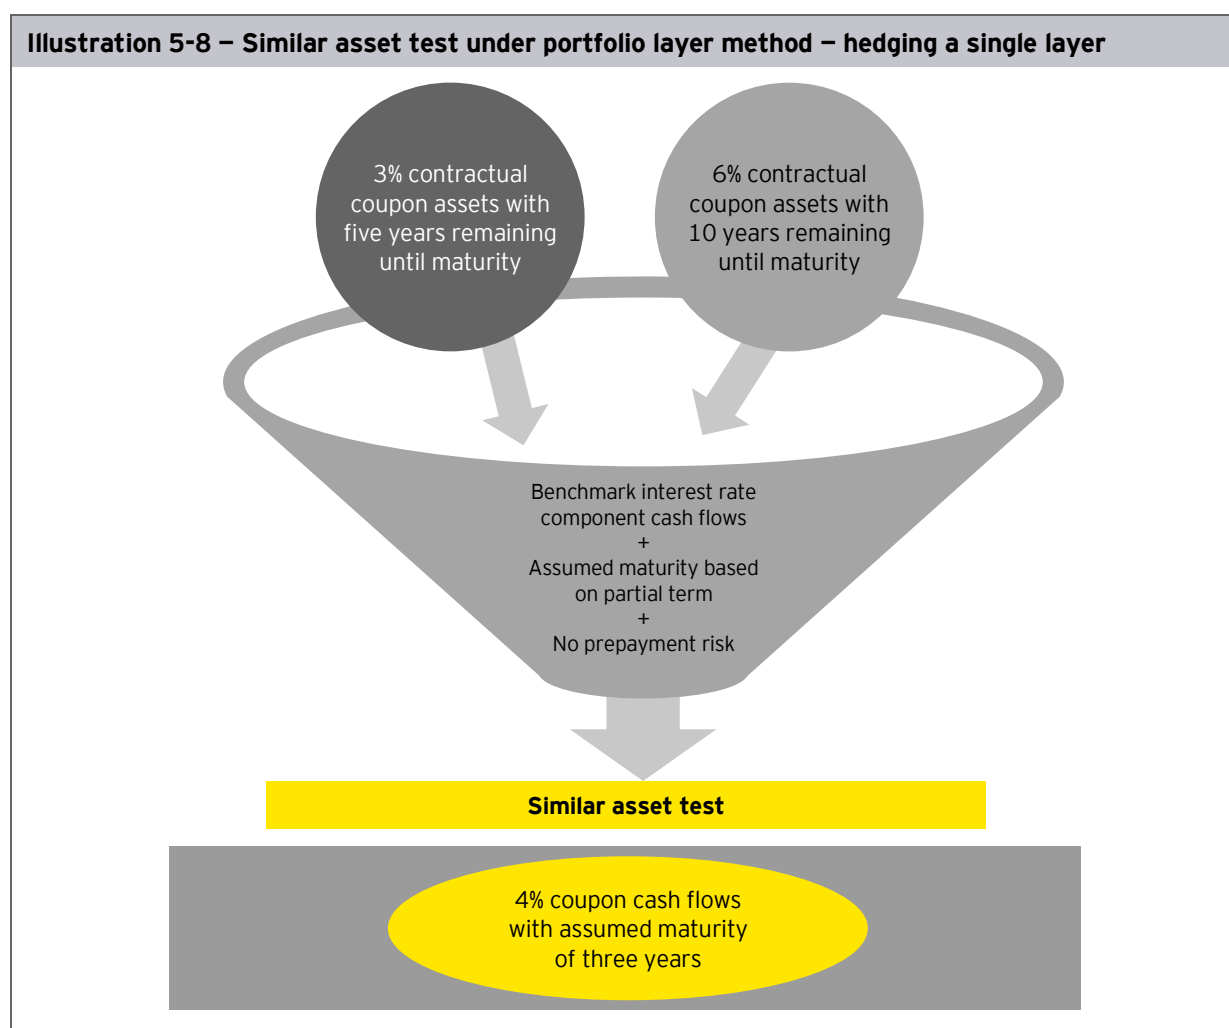 Illustration 5-8 – Similar asset test under portfolio layer method – hedging a single layer
3% contractual
coupon assets with
five years remaining
until maturity
6% contractual
coupon assets with
10 years remaining
until maturity
Benchmark interest rate
component cash flows
+
Assumed maturity based
on partial term
+
No prepayment risk
Similar asset test
4% coupon cash flows
with assumed maturity
of three years